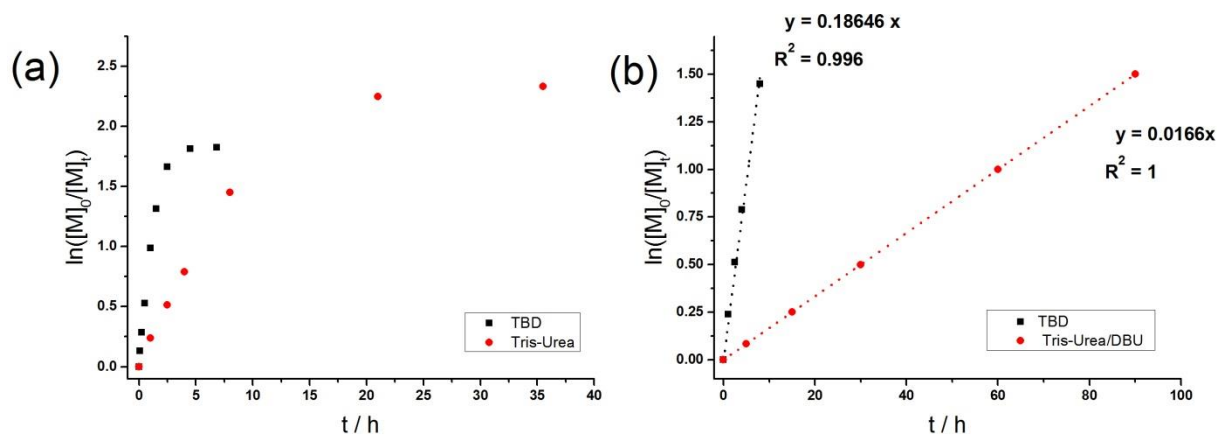 (a)
ln([M]₀/[M]ₜ)
2.5
2.0
1.5
1.0
0.5
0.0
0 5 10 15 20 25 30 35 40
t / h
TBD
Tris-Urea
(b)
y = 0.18646 x
R² = 0.996
ln([M]₀/[M]ₜ)
1.50
1.25
1.00
0.75
0.50
0.25
0.00
y = 0.0166x
R² = 1
TBD
Tris-Urea/DBU
0 20 40 60 80 100
t / h